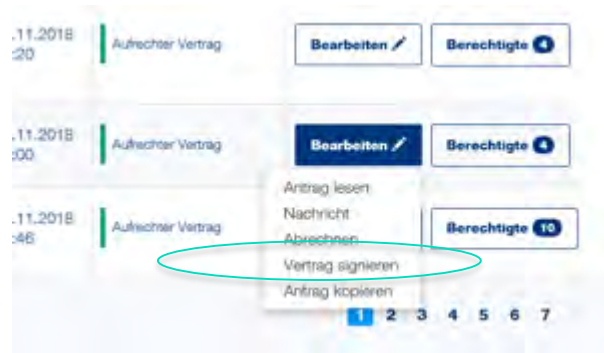 .11.2018
:20
Aufrechter Vertrag
Bearbeiten
Berechtigte 4
.11.2018
:00
Aufrechter Vertrag
Bearbeiten
Berechtigte 4
Antrag lesen
Nachricht
Abrechnen
Vertrag signieren
Antrag kopieren
.11.2018
:46
Aufrechter Vertrag
Berechtigte 10
1 2 3 4 5 6 7